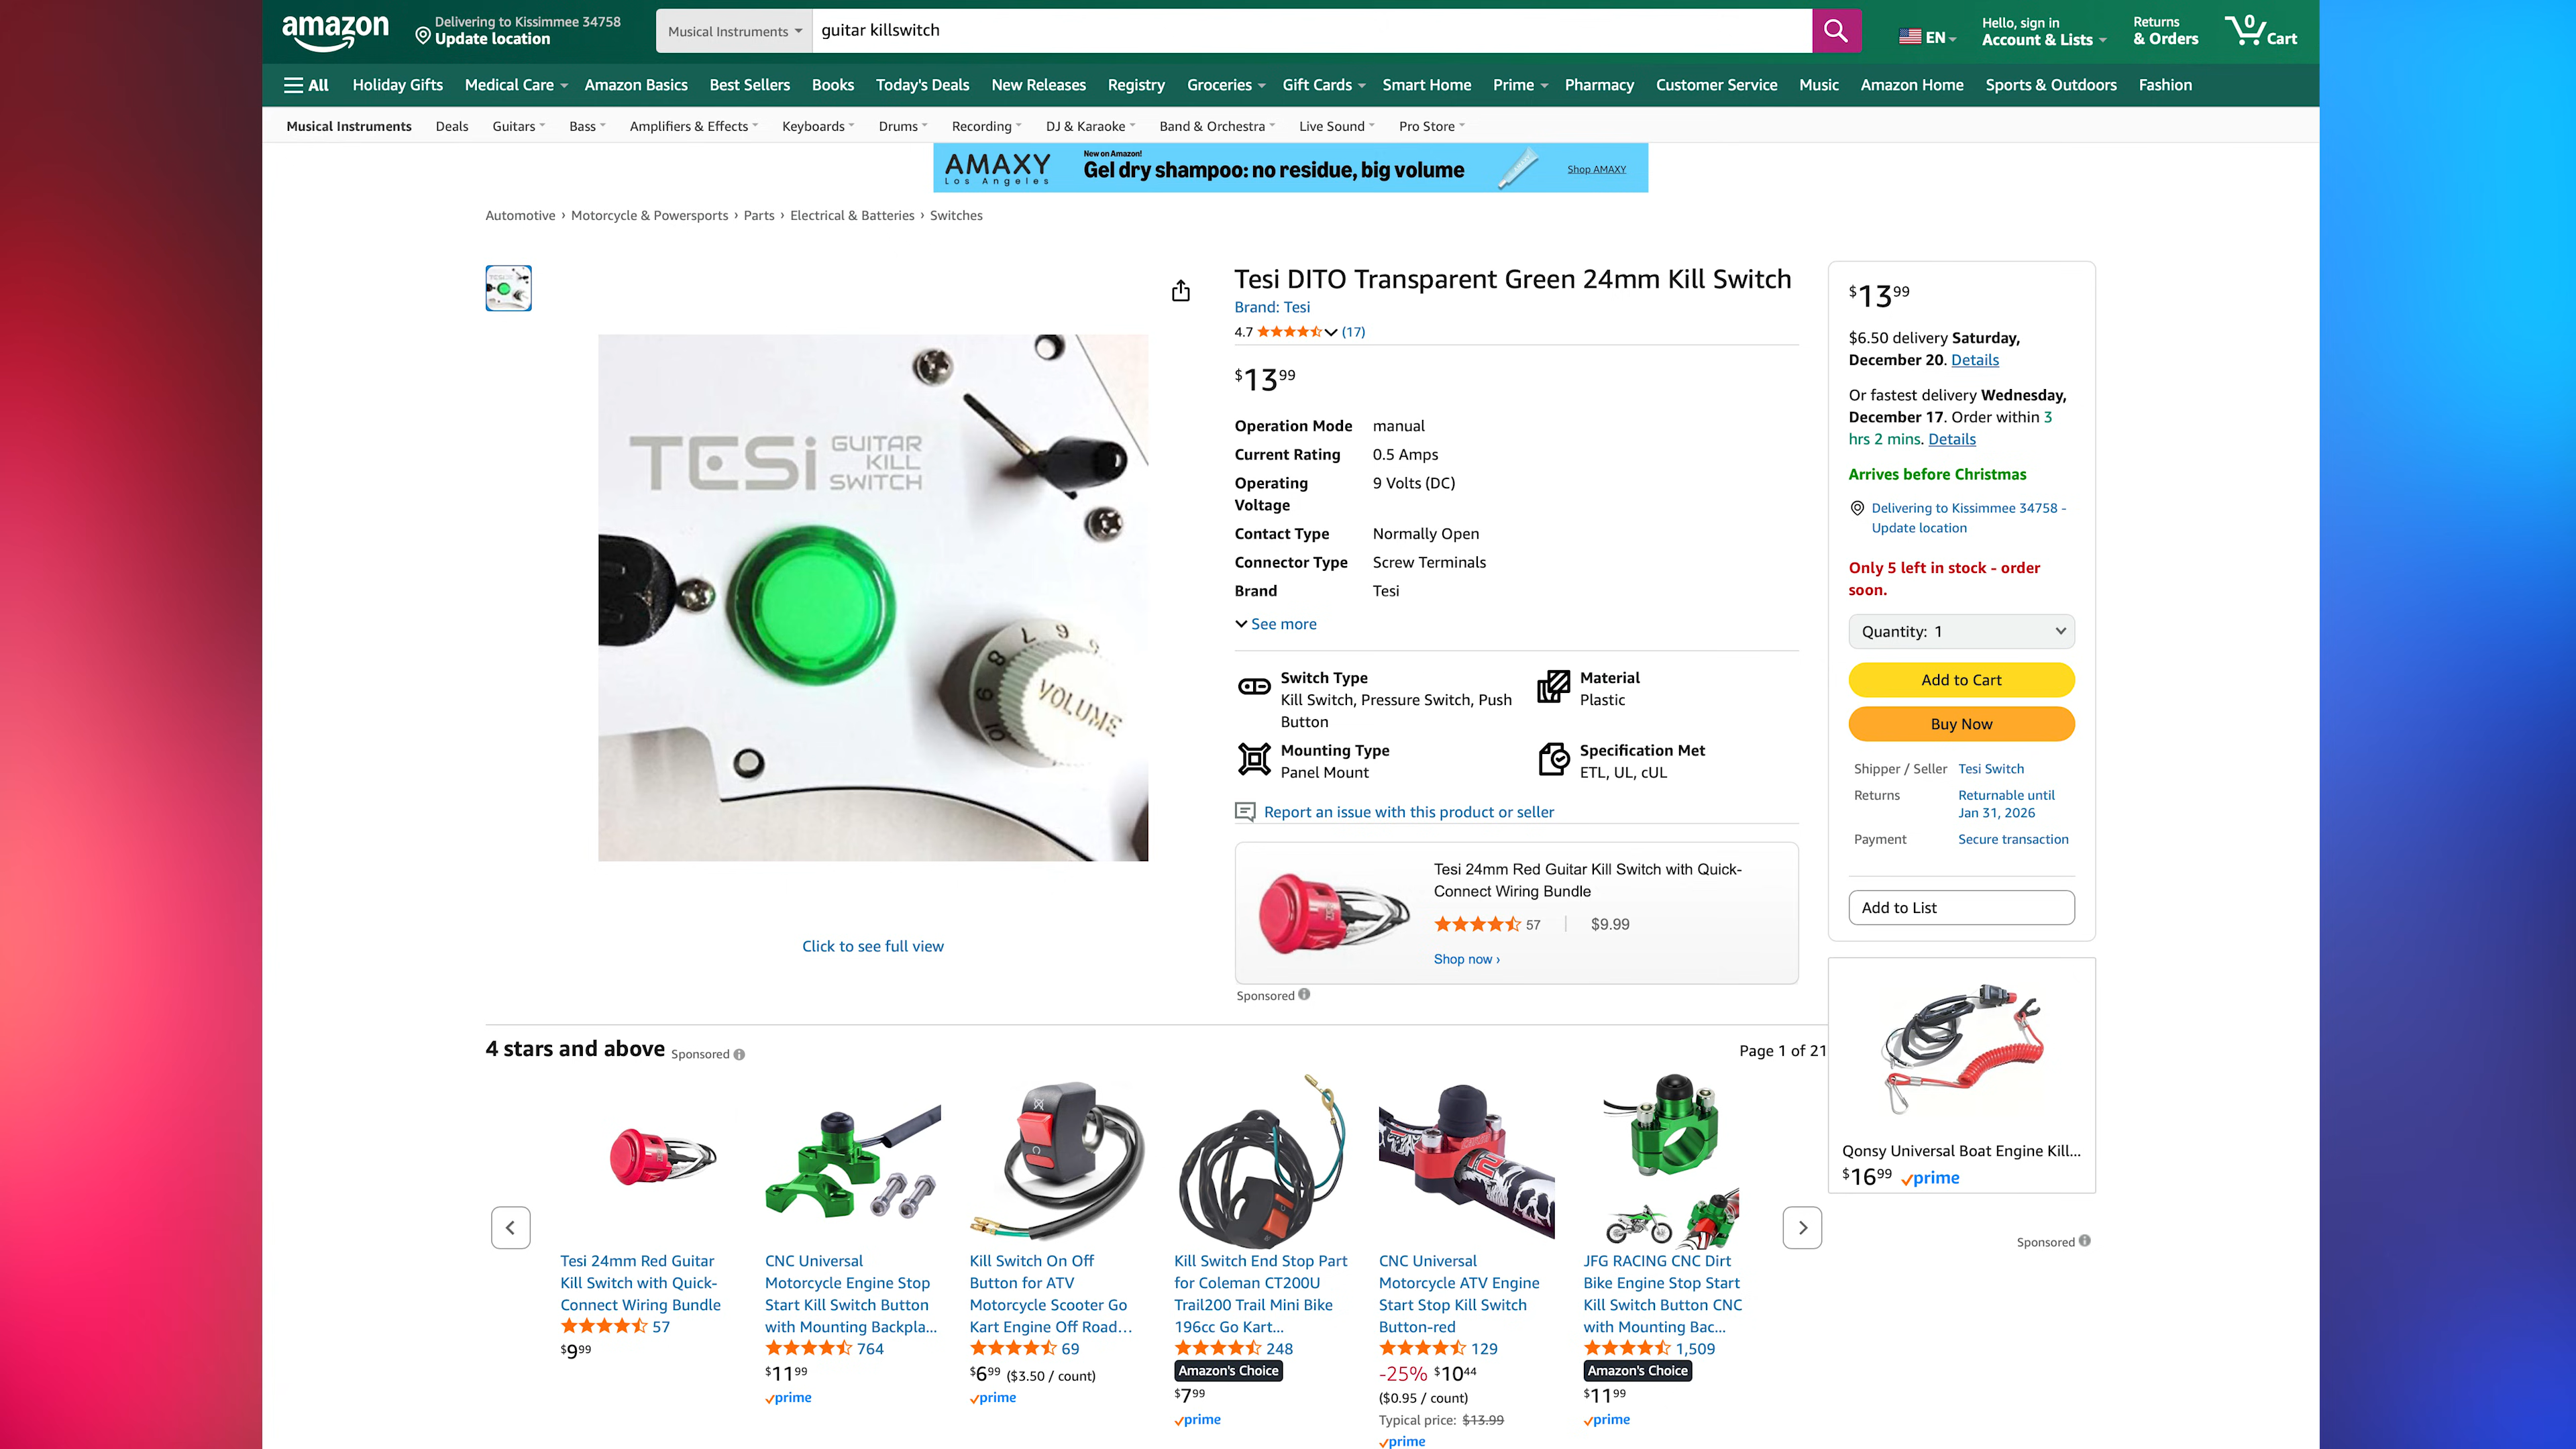 amazon
Delivering to Kissimmee 34758
Update location
Musical Instruments
guitar killswitch
EN
Hello, sign in
Account & Lists
Returns
& Orders
0
Cart
All
Holiday Gifts
Medical Care
Amazon Basics
Best Sellers
Books
Today's Deals
New Releases
Registry
Groceries
Gift Cards
Smart Home
Prime
Pharmacy
Customer Service
Music
Amazon Home
Sports & Outdoors
Fashion
Musical Instruments
Deals
Guitars
Bass
Amplifiers & Effects
Keyboards
Drums
Recording
DJ & Karaoke
Band & Orchestra
Live Sound
Pro Store
AMAXY
Los Angeles
New on Amazon!
Gel dry shampoo: no residue, big volume
Shop AMAXY
Automotive › Motorcycle & Powersports › Parts › Electrical & Batteries › Switches
TESi GUITAR
KILL
SWITCH
VOLUME
10
9
8
7
6
5
Click to see full view
Tesi DITO Transparent Green 24mm Kill Switch
Brand: Tesi
4.7 (17)
$13 99
Operation Mode manual
Current Rating 0.5 Amps
Operating
Voltage
9 Volts (DC)
Contact Type Normally Open
Connector Type Screw Terminals
Brand Tesi
See more
Switch Type
Kill Switch, Pressure Switch, Push
Button
Material
Plastic
Mounting Type
Panel Mount
Specification Met
ETL, UL, cUL
Report an issue with this product or seller
Tesi 24mm Red Guitar Kill Switch with Quick-
Connect Wiring Bundle
57 | $9.99
Shop now ›
Sponsored
$13 99
$6.50 delivery Saturday,
December 20. Details
Or fastest delivery Wednesday,
December 17. Order within 3
hrs 2 mins. Details
Arrives before Christmas
Delivering to Kissimmee 34758 -
Update location
Only 5 left in stock - order
soon.
Quantity: 1
Add to Cart
Buy Now
Shipper / Seller Tesi Switch
Returns Returnable until
Jan 31, 2026
Payment Secure transaction
Add to List
Qonsy Universal Boat Engine Kill...
$16 99 prime
Sponsored
4 stars and above Sponsored
Page 1 of 21
Tesi 24mm Red Guitar
Kill Switch with Quick-
Connect Wiring Bundle
57
$9 99
CNC Universal
Motorcycle Engine Stop
Start Kill Switch Button
with Mounting Backpla...
764
$11 99
prime
Kill Switch On Off
Button for ATV
Motorcycle Scooter Go
Kart Engine Off Road...
69
$6 99 ($3.50 / count)
prime
Kill Switch End Stop Part
for Coleman CT200U
Trail200 Trail Mini Bike
196cc Go Kart...
248
Amazon's Choice
$7 99
prime
CNC Universal
Motorcycle ATV Engine
Start Stop Kill Switch
Button-red
129
-25% $10 44
($0.95 / count)
Typical price: $13.99
prime
JFG RACING CNC Dirt
Bike Engine Stop Start
Kill Switch Button CNC
with Mounting Bac...
1,509
Amazon's Choice
$11 99
prime